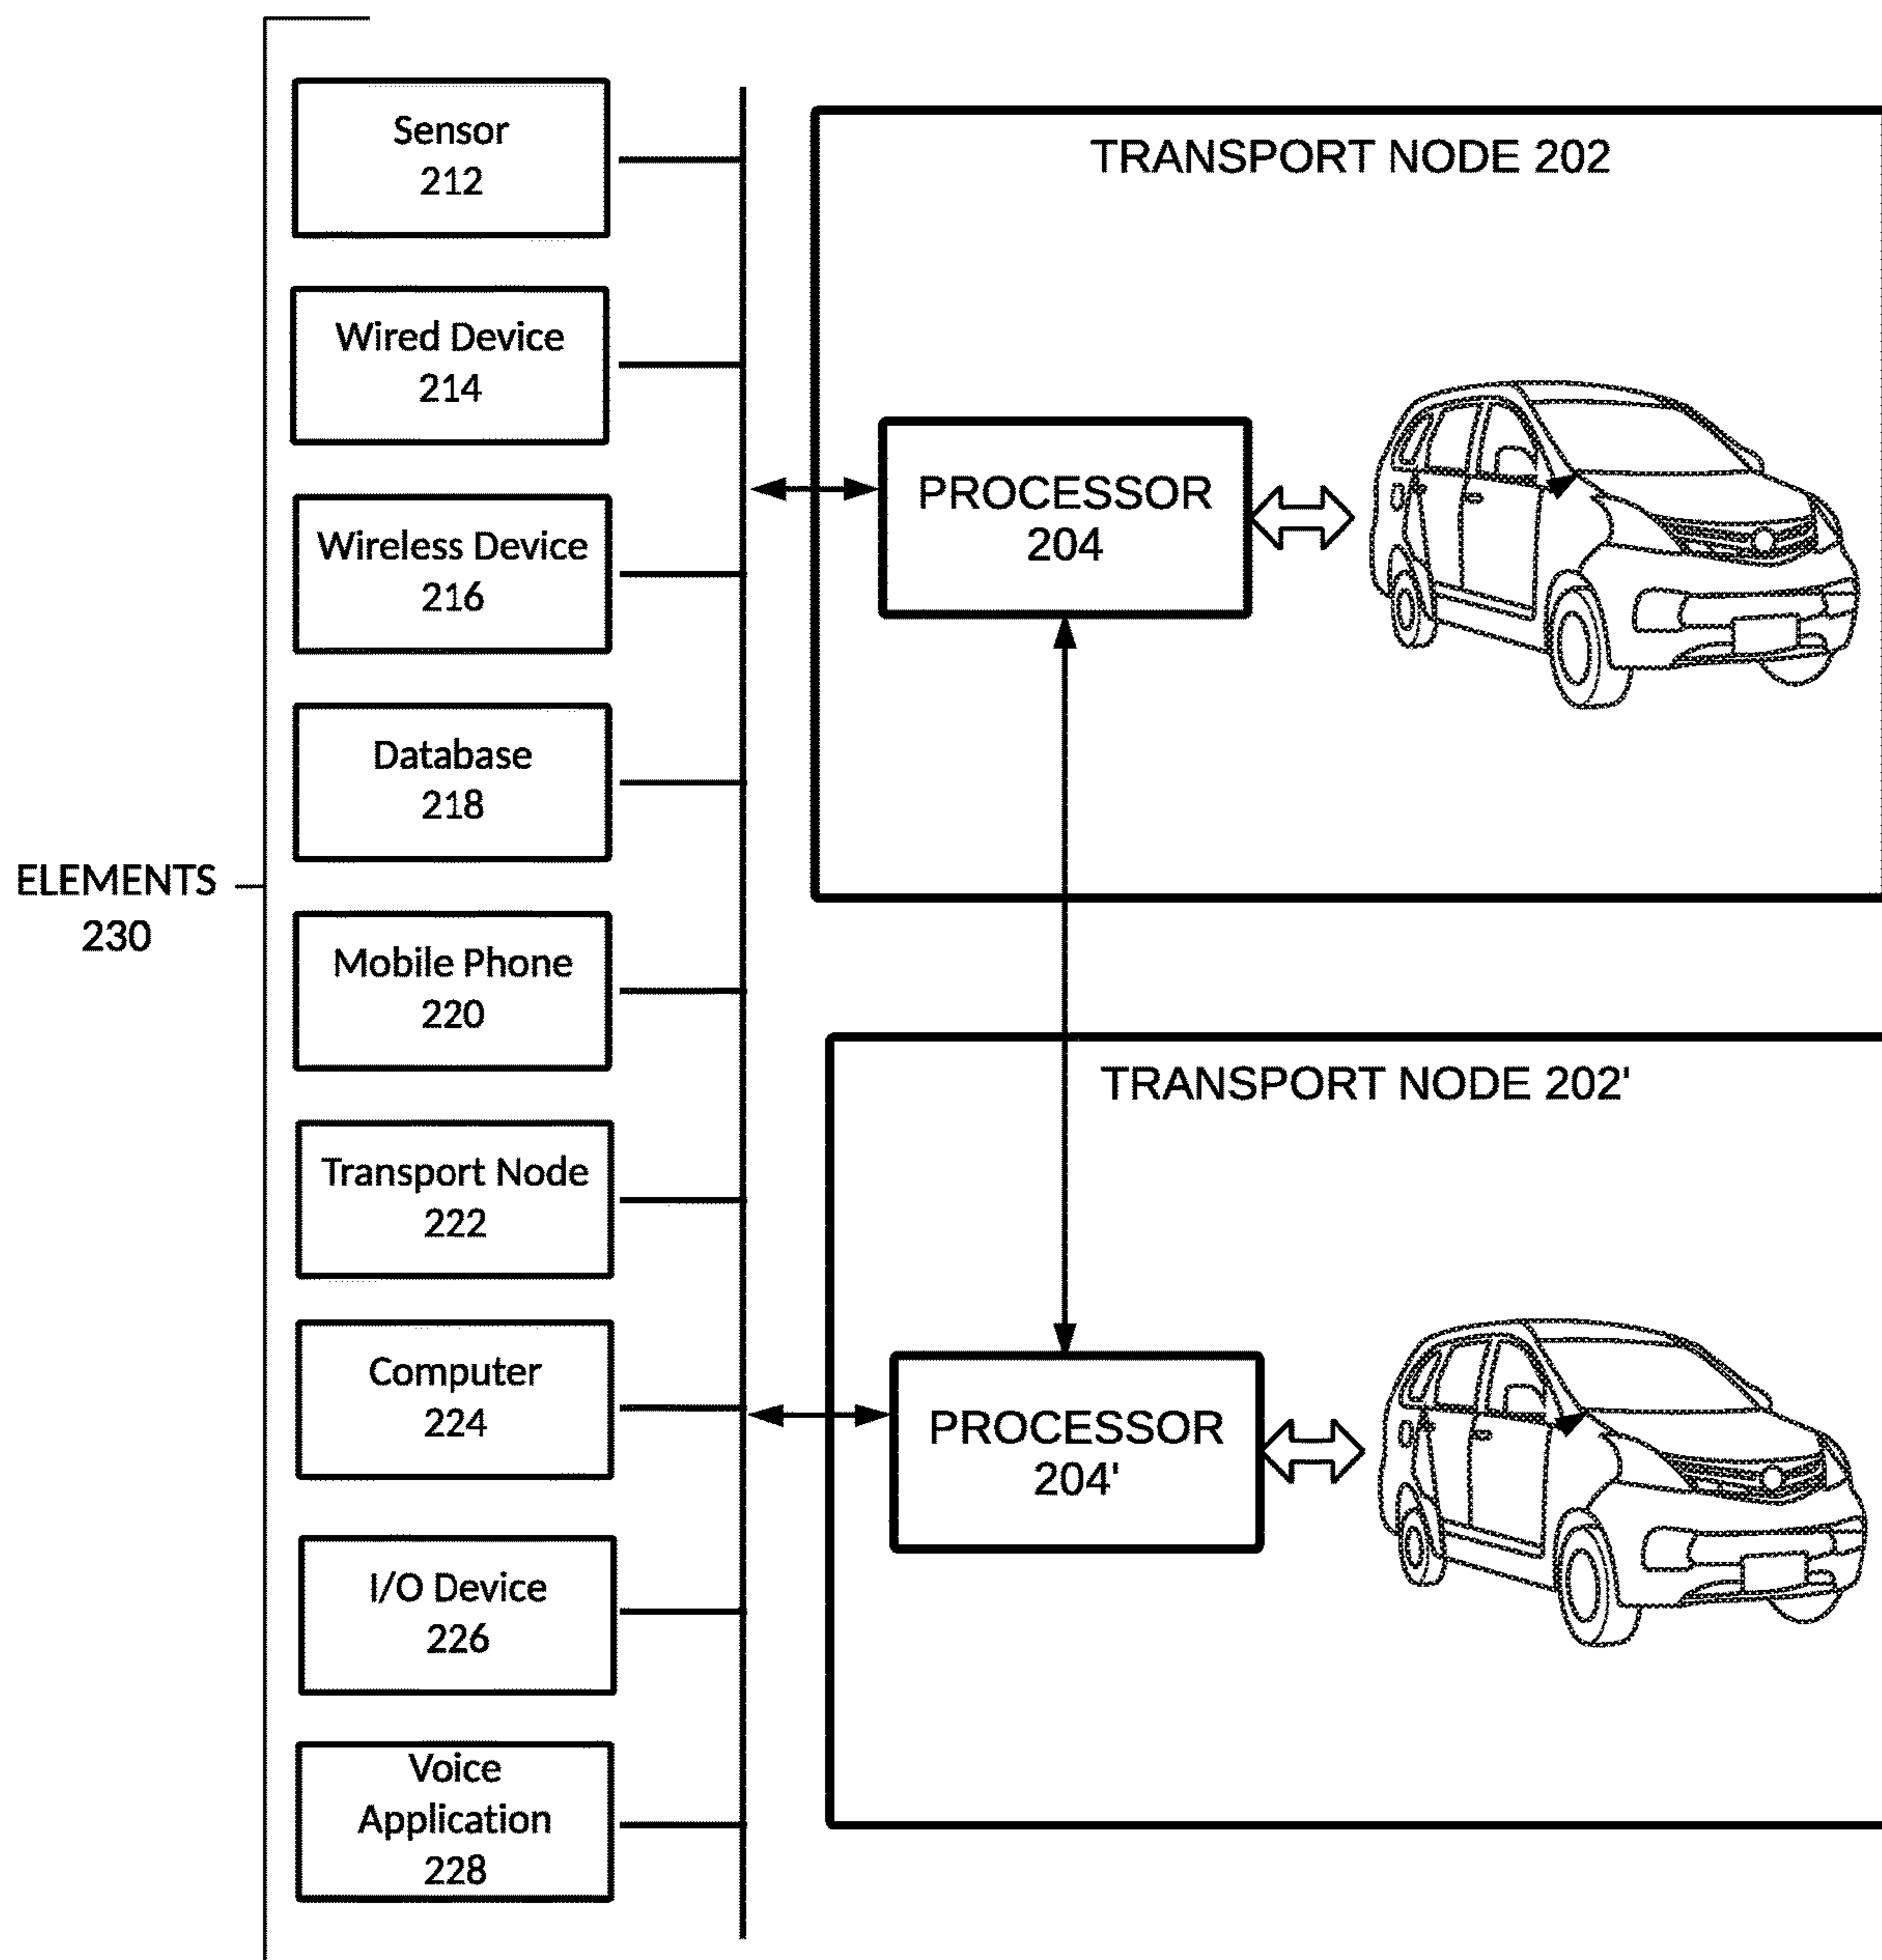 ELEMENTS
230
Sensor
212
Wired Device
214
Wireless Device
216
Database
218
Mobile Phone
220
Transport Node
222
Computer
224
I/O Device
226
Voice
Application
228
TRANSPORT NODE 202
PROCESSOR
204
TRANSPORT NODE 202'
PROCESSOR
204'